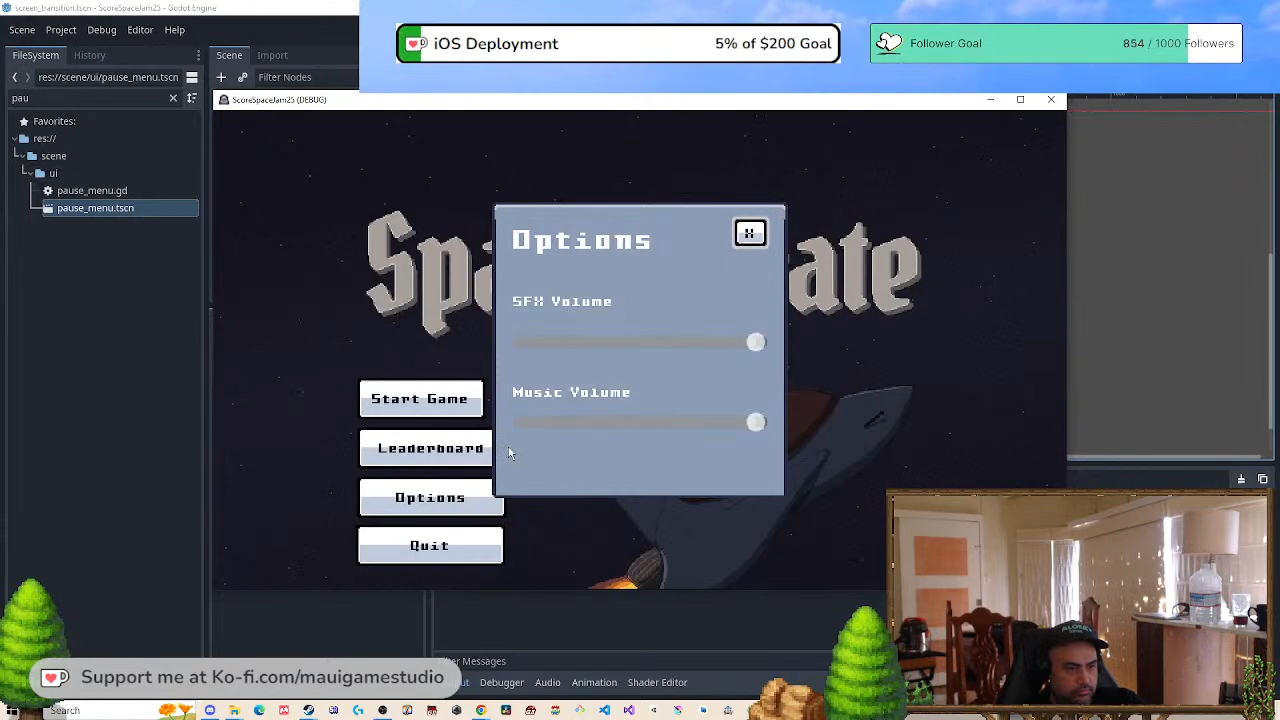 screen_transition.tscn - ScoreSpaceJam25 - Godot Engine
Scene
Project
Debug
Editor
Help
iOS Deployment
5% of $200 Goal
Follower Goal
854 / 1000 Followers
FileSystem
History
Scene
Import
res://scene/ui/pause_menu.tscn
Filter Nodes
pau
ScoreSpaceJam25 (DEBUG)
Favorites:
res://
scene
ui
pause_menu.gd
pause_menu.tscn
Options
X
SFX Volume
Music Volume
Start Game
Leaderboard
Options
Quit
Filter Messages
Debugger
Audio
Animation
Shader Editor
Support me at Ko-fi.com/mauigamestudio
Search